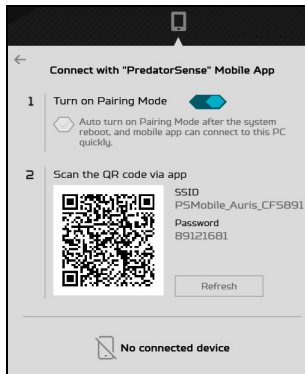 Connect with "PredatorSense" Mobile App
1 Turn on Pairing Mode
Auto turn on Pairing Mode after the system
reboot, and mobile app can connect to this PC
quickly.
2 Scan the QR code via app
SSID
PSMobile_Auris_CFS891
Password
89121681
Refresh
No connected device